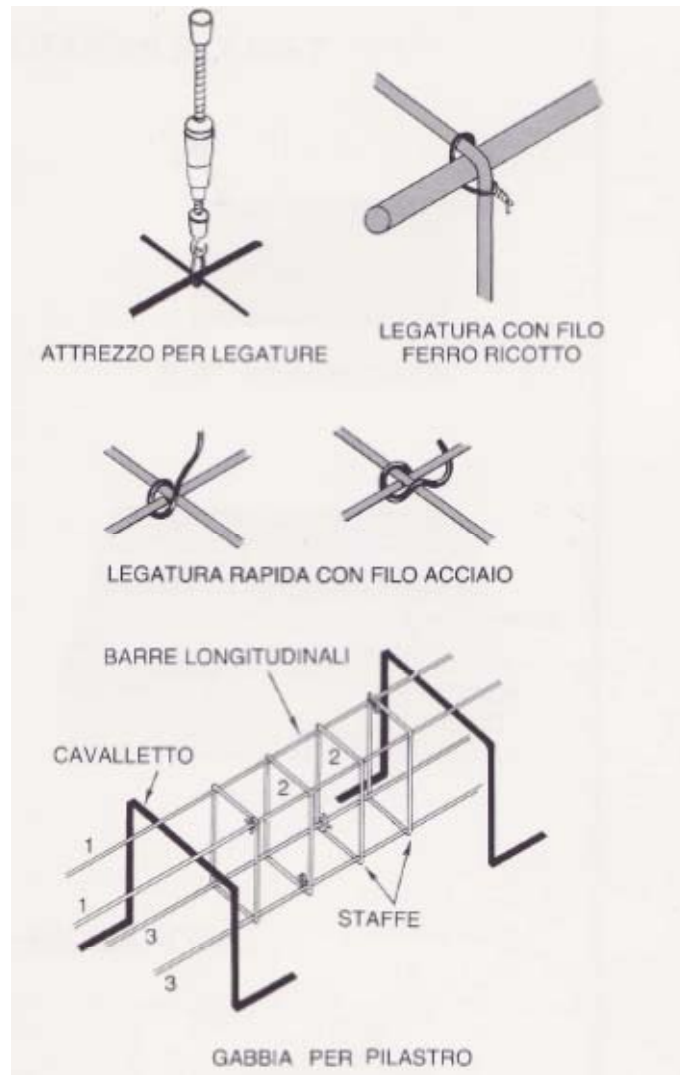 ATTREZZO PER LEGATURE
LEGATURA CON FILO
FERRO RICOTTO
LEGATURA RAPIDA CON FILO ACCIAIO
BARRE LONGITUDINALI
CAVALLETTO
2
2
1
1
3
3
STAFFE
GABBIA PER PILASTRO